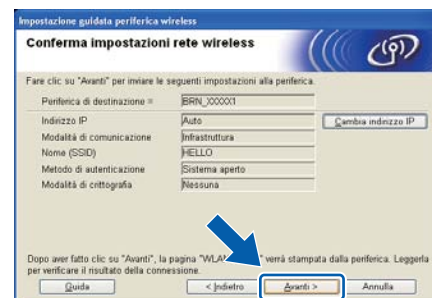 Impostazione guidata periferica wireless
Conferma impostazioni rete wireless
Fare clic su "Avanti" per inviare le seguenti impostazioni alla periferica.
Periferica di destinazione = BRN_XXXXX1
Indirizzo IP Auto Cambia indirizzo IP
Modalità di comunicazione Infrastruttura
Nome (SSID) HELLO
Metodo di autenticazione Sistema aperto
Modalità di crittografia Nessuna
Dopo aver fatto clic su "Avanti", la pagina "WLAN " verrà stampata dalla periferica. Leggerla
per verificare il risultato della connessione.
Guida < Indietro Avanti > Annulla